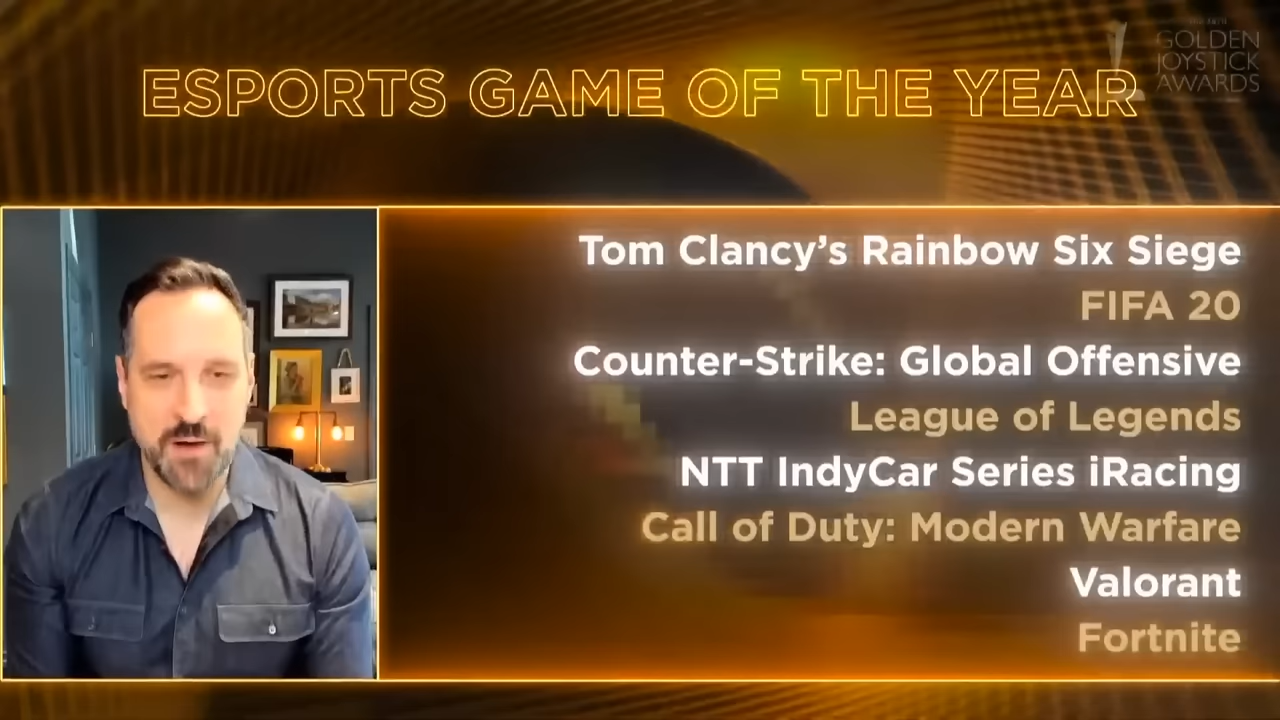 ESPORTS GAME OF THE YEAR
GOLDEN
JOYSTICK
AWARDS
Tom Clancy’s Rainbow Six Siege
FIFA 20
Counter-Strike: Global Offensive
League of Legends
NTT IndyCar Series iRacing
Call of Duty: Modern Warfare
Valorant
Fortnite